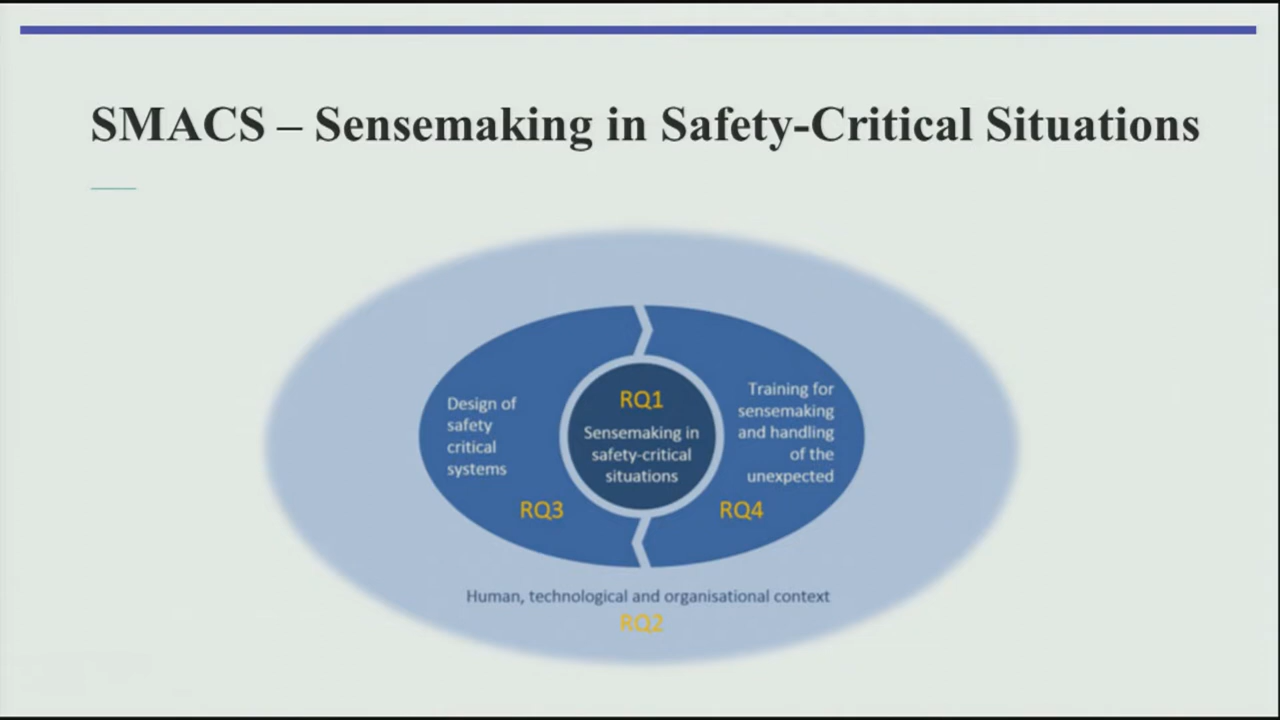 SMACS – Sensemaking in Safety-Critical Situations
RQ1
Sensemaking in
safety-critical
situations
Design of
safety
critical
systems
RQ3
Training for
sensemaking
and handling
of the
unexpected
RQ4
Human, technological and organisational context
RQ2